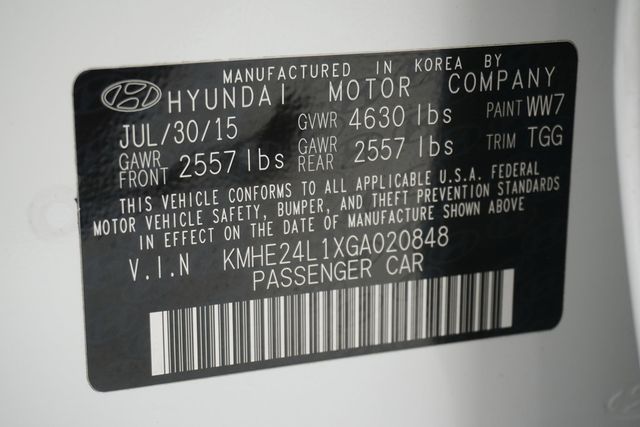 MANUFACTURED IN KOREA BY
HYUNDAI MOTOR COMPANY
JUL/30/15 GVWR 4630 lbs PAINT WW7
GAWR FRONT 2557 lbs GAWR REAR 2557 lbs TRIM TGG
THIS VEHICLE CONFORMS TO ALL APPLICABLE U.S.A. FEDERAL
MOTOR VEHICLE SAFETY, BUMPER, AND THEFT PREVENTION STANDARDS
IN EFFECT ON THE DATE OF MANUFACTURE SHOWN ABOVE
V.I.N KMHE24L1XGA020848
PASSENGER CAR